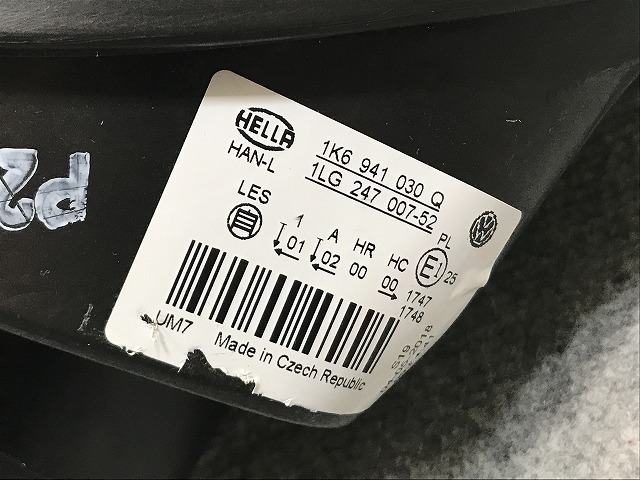 P2
HELLA
HAN-L
1K6 941 030 Q
1LG 247 007-52
PL
LES
1 A HR HC
01 02 00 00
E1 25
1747
1748
UM7
Made in Czech Republic